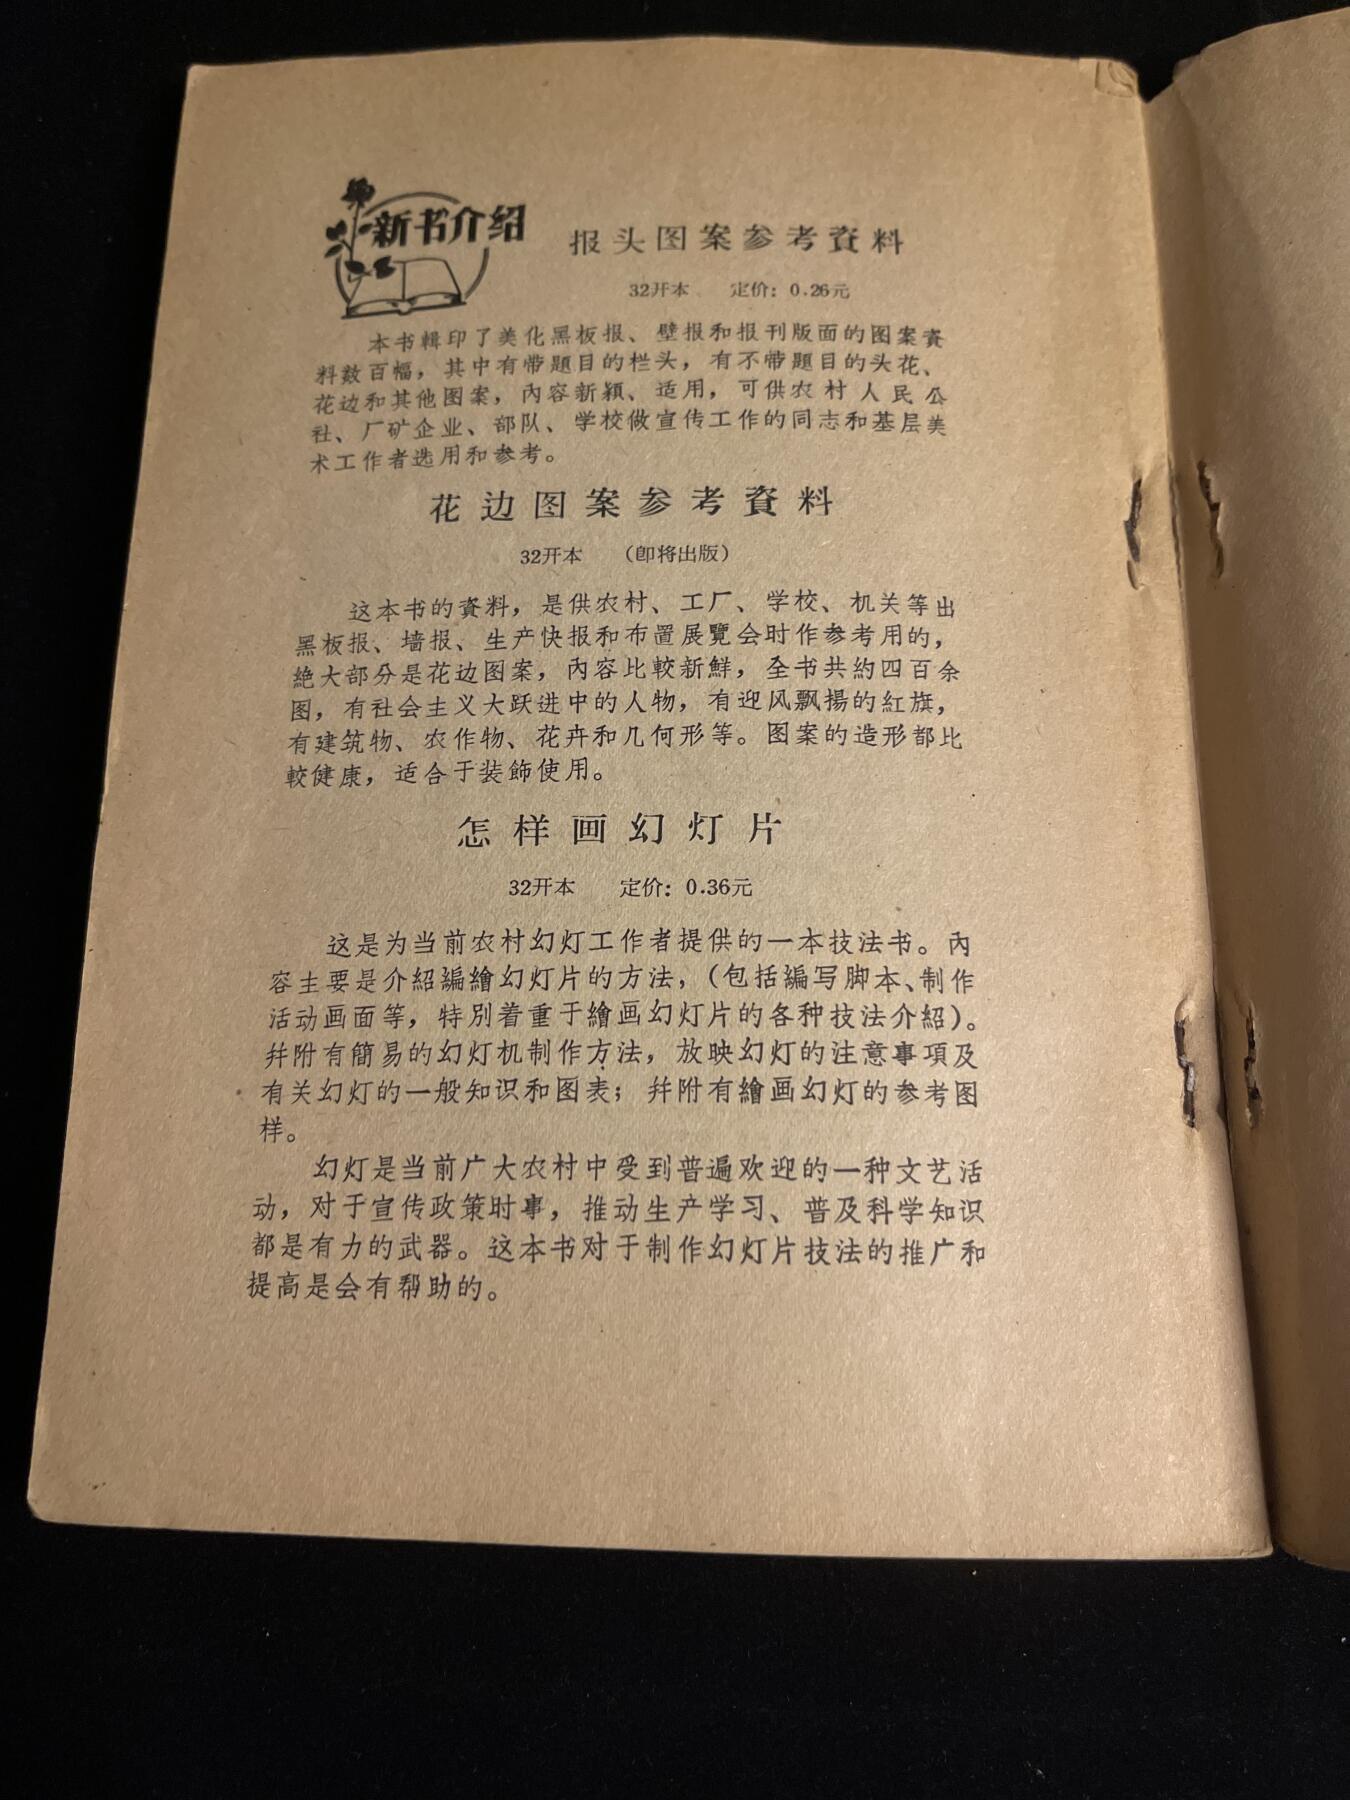 新书介绍
报头图案参考資料
32开本 定价：0.26元
本书輯印了美化黑板报、壁报和报刊版面的图案資
料数百幅，其中有带題目的栏头，有不带題目的头花、
花边和其他图案，內容新穎、适用，可供农村人民公
社、厂矿企业、部队、学校做宣传工作的同志和基层美
术工作者选用和参考。
花边图案参考資料
32开本 （卽将出版）
这本书的資料，是供农村、工厂、学校、机关等出
黑板报、墙报、生产快报和布置展覽会时作参考用的，
絕大部分是花边图案，內容比較新鮮，全书共約四百余
图，有社会主义大跃进中的人物，有迎风飘揚的紅旗，
有建筑物、农作物、花卉和几何形等。图案的造形都比
較健康，适合于装飾使用。
怎样画幻灯片
32开本 定价：0.36元
这是为当前农村幻灯工作者提供的一本技法书。內
容主要是介紹編繪幻灯片的方法，（包括編写脚本、制作
活动画面等，特別着重于繪画幻灯片的各种技法介紹）。
幷附有簡易的幻灯机制作方法，放映幻灯的注意事項及
有关幻灯的一般知识和图表；幷附有繪画幻灯的参考图
样。
幻灯是当前广大农村中受到普遍欢迎的一种文艺活
动，对于宣传政策时事，推动生产学习、普及科学知识
都是有力的武器。这本书对于制作幻灯片技法的推广和
提高是会有帮助的。